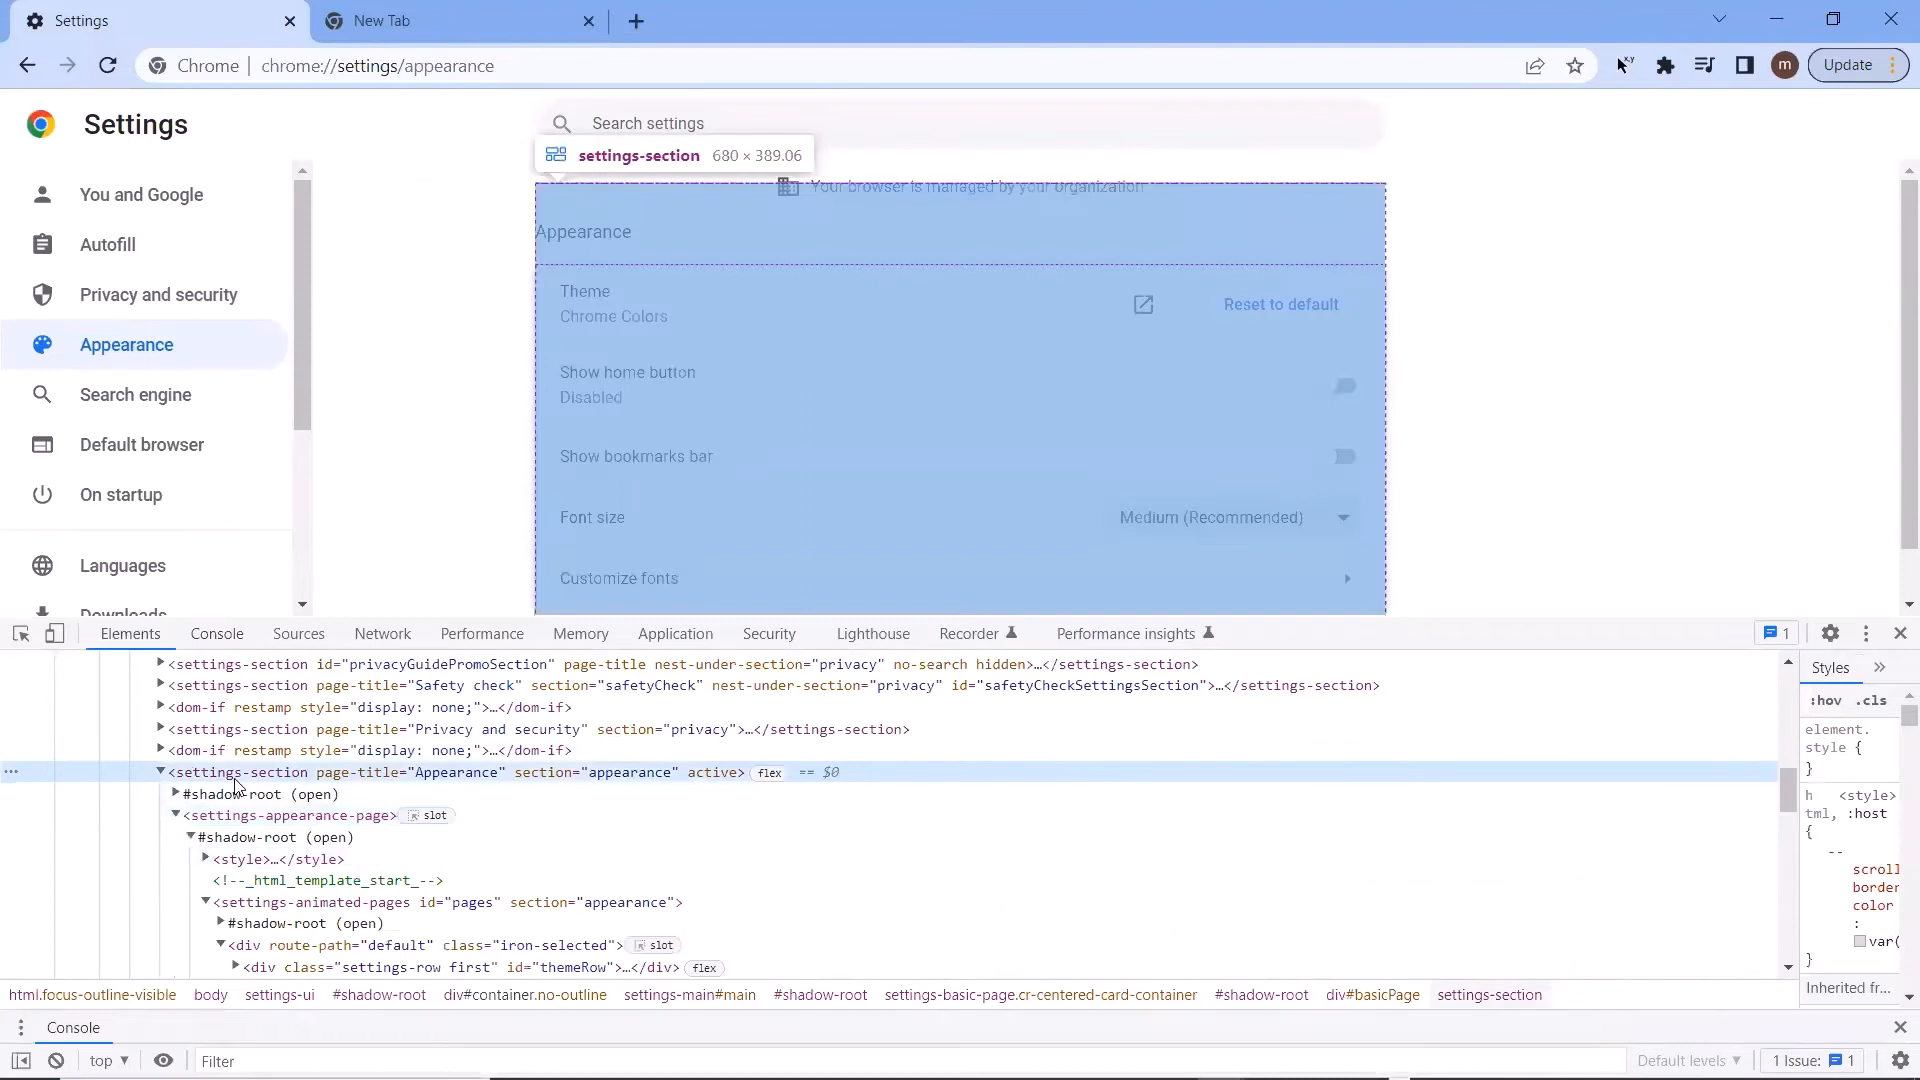 Settings
New Tab
Chrome | chrome://settings/appearance
x,y
m
Update
Settings
Search settings
settings-section 680 × 389.06
You and Google
Autofill
Privacy and security
Appearance
Search engine
Default browser
On startup
Languages
Downloads
Your browser is managed by your organization
Appearance
Theme
Chrome Colors
Reset to default
Show home button
Disabled
Show bookmarks bar
Font size
Medium (Recommended)
Customize fonts
Elements Console Sources Network Performance Memory Application Security Lighthouse Recorder Performance insights 1
<settings-section id="privacyGuidePromoSection" page-title nest-under-section="privacy" no-search hidden>…</settings-section>
<settings-section page-title="Safety check" section="safetyCheck" nest-under-section="privacy" id="safetyCheckSettingsSection">…</settings-section>
<dom-if restamp style="display: none;">…</dom-if>
<settings-section page-title="Privacy and security" section="privacy">…</settings-section>
<dom-if restamp style="display: none;">…</dom-if>
<settings-section page-title="Appearance" section="appearance" active> flex == $0
#shadow-root (open)
<settings-appearance-page> slot
#shadow-root (open)
<style>…</style>
<!--_html_template_start_-->
<settings-animated-pages id="pages" section="appearance">
#shadow-root (open)
<div route-path="default" class="iron-selected"> slot
<div class="settings-row first" id="themeRow">…</div> flex
Styles »
:hov .cls
element.
style {
}
h <style>
tml, :host
{
--
scroll
border
color
:
var(
}
Inherited fr…
html.focus-outline-visible body settings-ui #shadow-root div#container.no-outline settings-main#main #shadow-root settings-basic-page.cr-centered-card-container #shadow-root div#basicPage settings-section
Console
top ▼ Filter Default levels ▼ 1 Issue: 1